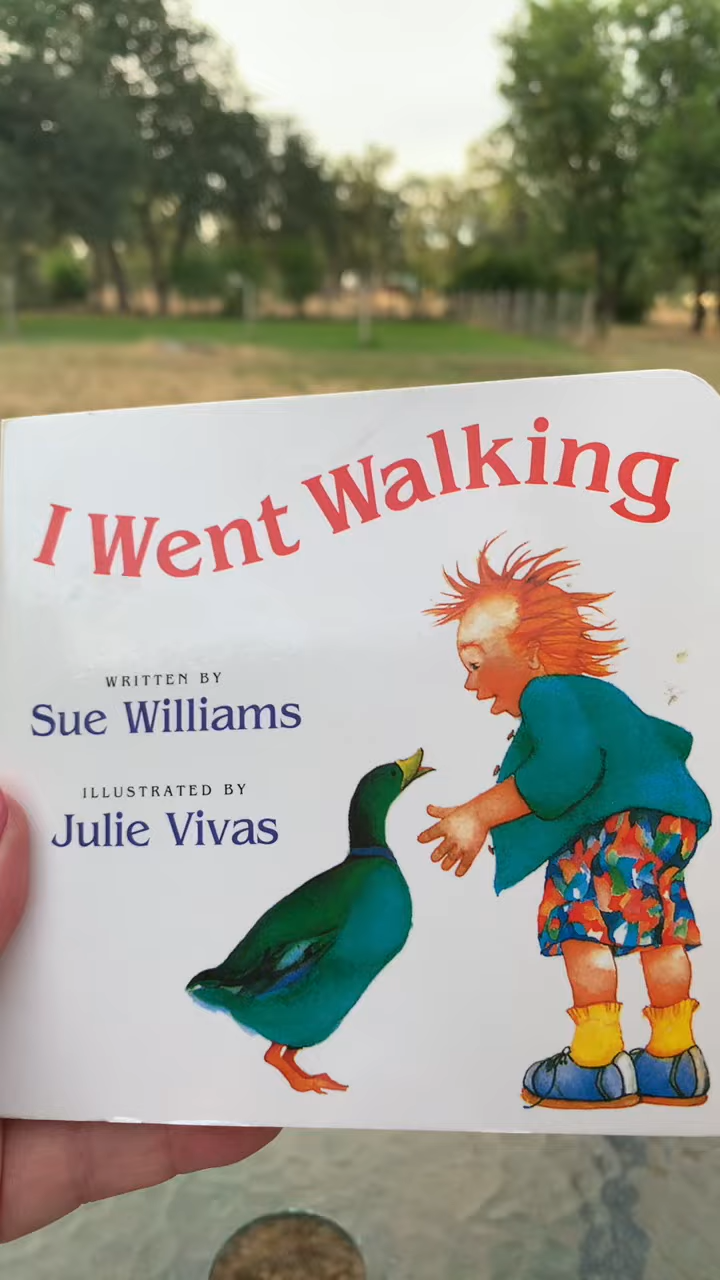 I Went Walking
WRITTEN BY
Sue Williams
ILLUSTRATED BY
Julie Vivas